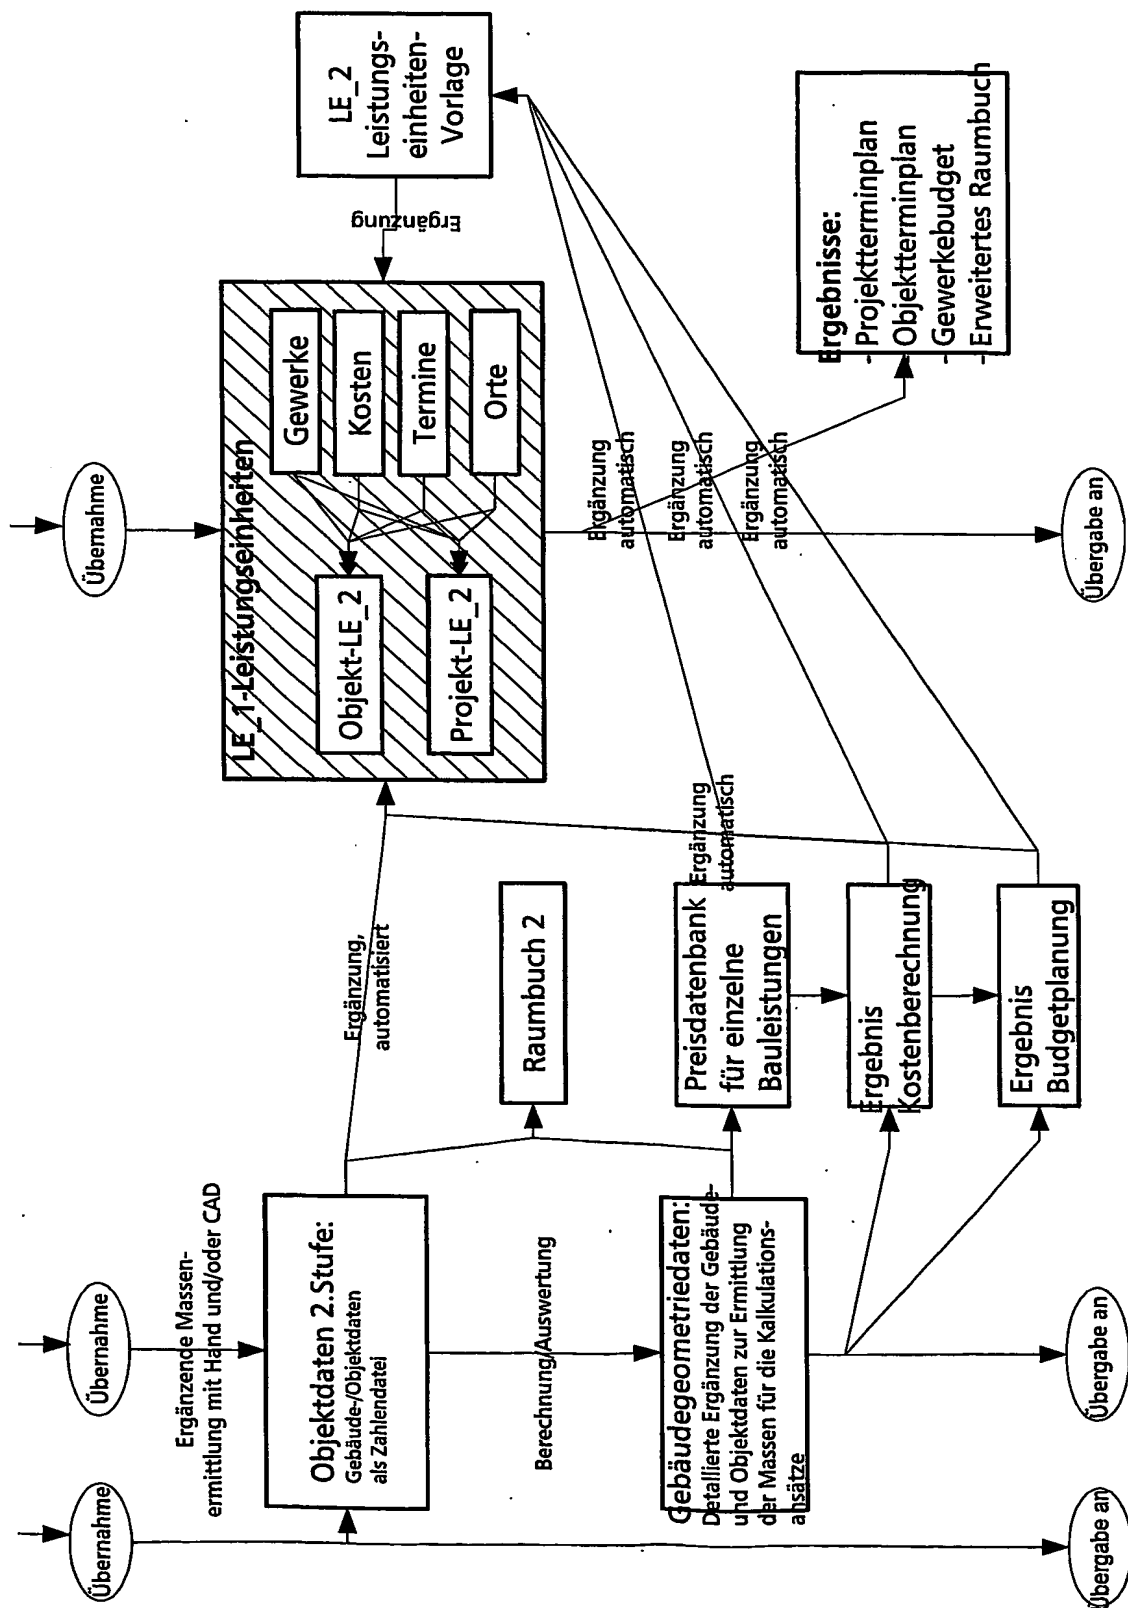 Übernahme
Übernahme
Übernahme
Ergänzende Massen-
ermittlung mit Hand und/oder CAD
Objektdaten 2.Stufe:
Gebäude-/Objektdaten
als Zahlendatei
Ergänzung,
automatisiert
LE_1-Leistungseinheiten
Objekt-LE_2
Projekt-LE_2
Gewerke
Kosten
Termine
Orte
Ergänzung
LE_2
Leistungs-
einheiten-
Vorlage
Berechnung/Auswertung
Raumbuch 2
Gebäudegeometriedaten:
Detallierte Ergänzung der Gebäude-
und Objektdaten zur Ermittlung
der Massen für die Kalkulations-
ansätze
Preisdatenbank
für einzelne
Bauleistungen
Ergänzung
automatisch
Ergänzung
automatisch
Ergänzung
automatisch
Ergänzung
automatisch
Ergebnis
Kostenberechnung
Ergebnis
Budgetplanung
Ergebnisse:
- Projektterminplan
Objektterminplan
- Gewerkebudget
- Erweitertes Raumbuch
Übergabe an
Übergabe an
Übergabe an